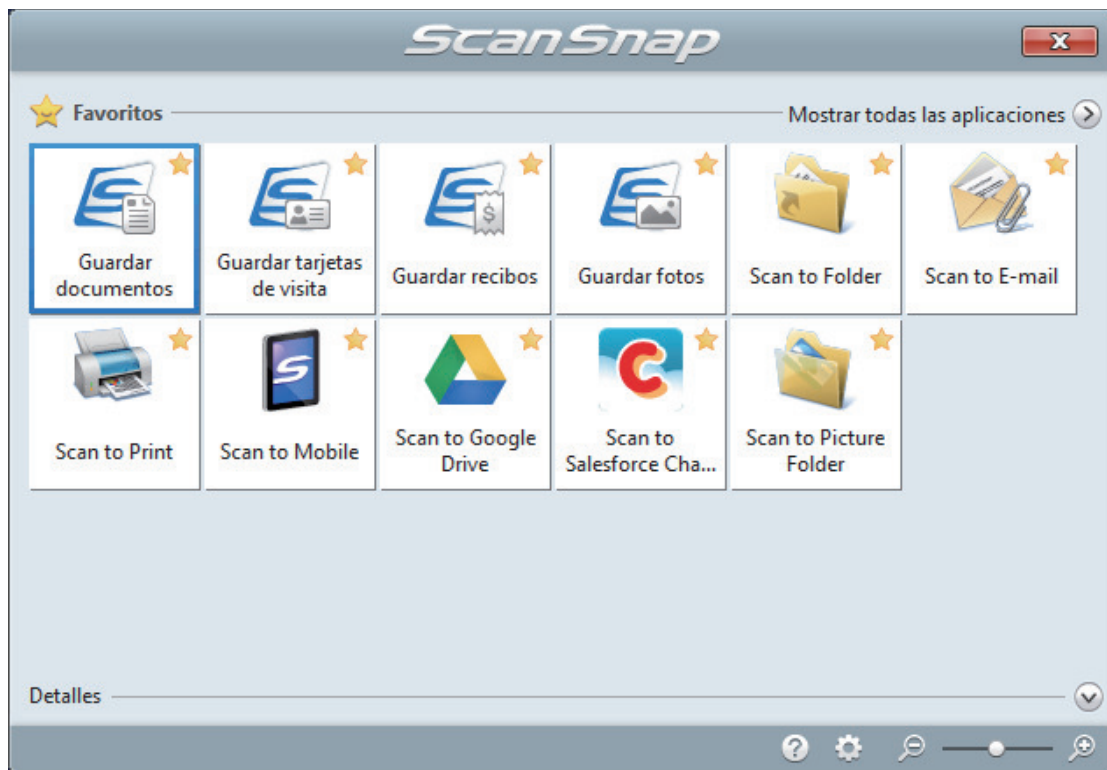 ScanSnap
Favoritos
Mostrar todas las aplicaciones
Guardar
documentos
Guardar tarjetas
de visita
Guardar recibos
Guardar fotos
Scan to Folder
Scan to E-mail
Scan to Print
Scan to Mobile
Scan to Google
Drive
Scan to
Salesforce Cha...
Scan to Picture
Folder
Detalles